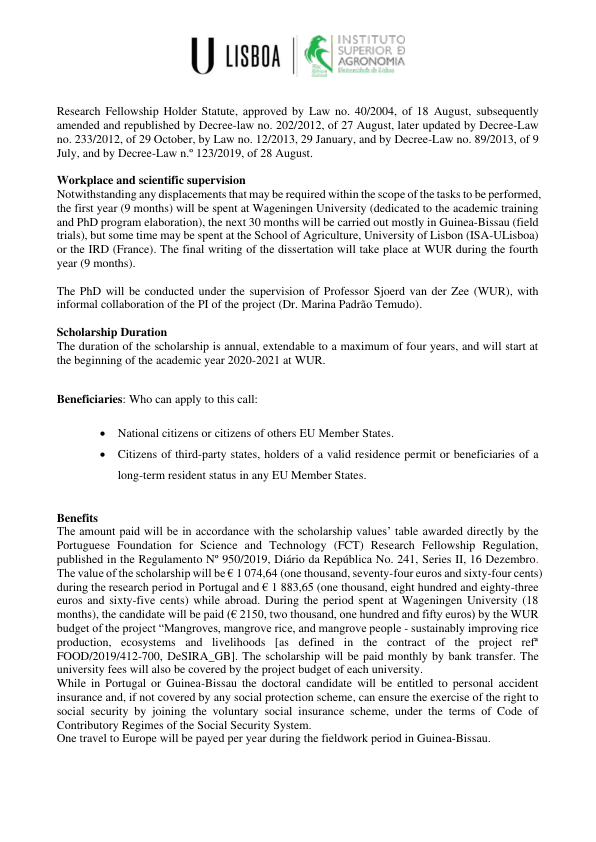 U LISBOA
INSTITUTO
SUPERIOR D
AGRONOMIA
Universidade de Lisboa
Research Fellowship Holder Statute, approved by Law no. 40/2004, of 18 August, subsequently
amended and republished by Decree-law no. 202/2012, of 27 August, later updated by Decree-Law
no. 233/2012, of 29 October, by Law no. 12/2013, 29 January, and by Decree-Law no. 89/2013, of 9
July, and by Decree-Law n.º 123/2019, of 28 August.
Workplace and scientific supervision
Notwithstanding any displacements that may be required within the scope of the tasks to be performed,
the first year (9 months) will be spent at Wageningen University (dedicated to the academic training
and PhD program elaboration), the next 30 months will be carried out mostly in Guinea-Bissau (field
trials), but some time may be spent at the School of Agriculture, University of Lisbon (ISA-ULisboa)
or the IRD (France). The final writing of the dissertation will take place at WUR during the fourth
year (9 months).
The PhD will be conducted under the supervision of Professor Sjoerd van der Zee (WUR), with
informal collaboration of the PI of the project (Dr. Marina Padrão Temudo).
Scholarship Duration
The duration of the scholarship is annual, extendable to a maximum of four years, and will start at
the beginning of the academic year 2020-2021 at WUR.
Beneficiaries: Who can apply to this call:
• National citizens or citizens of others EU Member States.
• Citizens of third-party states, holders of a valid residence permit or beneficiaries of a
long-term resident status in any EU Member States.
Benefits
The amount paid will be in accordance with the scholarship values' table awarded directly by the
Portuguese Foundation for Science and Technology (FCT) Research Fellowship Regulation,
published in the Regulamento Nº 950/2019, Diário da República No. 241, Series II, 16 Dezembro.
The value of the scholarship will be € 1 074,64 (one thousand, seventy-four euros and sixty-four cents)
during the research period in Portugal and € 1 883,65 (one thousand, eight hundred and eighty-three
euros and sixty-five cents) while abroad. During the period spent at Wageningen University (18
months), the candidate will be paid (€ 2150, two thousand, one hundred and fifty euros) by the WUR
budget of the project “Mangroves, mangrove rice, and mangrove people - sustainably improving rice
production, ecosystems and livelihoods [as defined in the contract of the project refª
FOOD/2019/412-700, DeSIRA_GB]. The scholarship will be paid monthly by bank transfer. The
university fees will also be covered by the project budget of each university.
While in Portugal or Guinea-Bissau the doctoral candidate will be entitled to personal accident
insurance and, if not covered by any social protection scheme, can ensure the exercise of the right to
social security by joining the voluntary social insurance scheme, under the terms of Code of
Contributory Regimes of the Social Security System.
One travel to Europe will be payed per year during the fieldwork period in Guinea-Bissau.